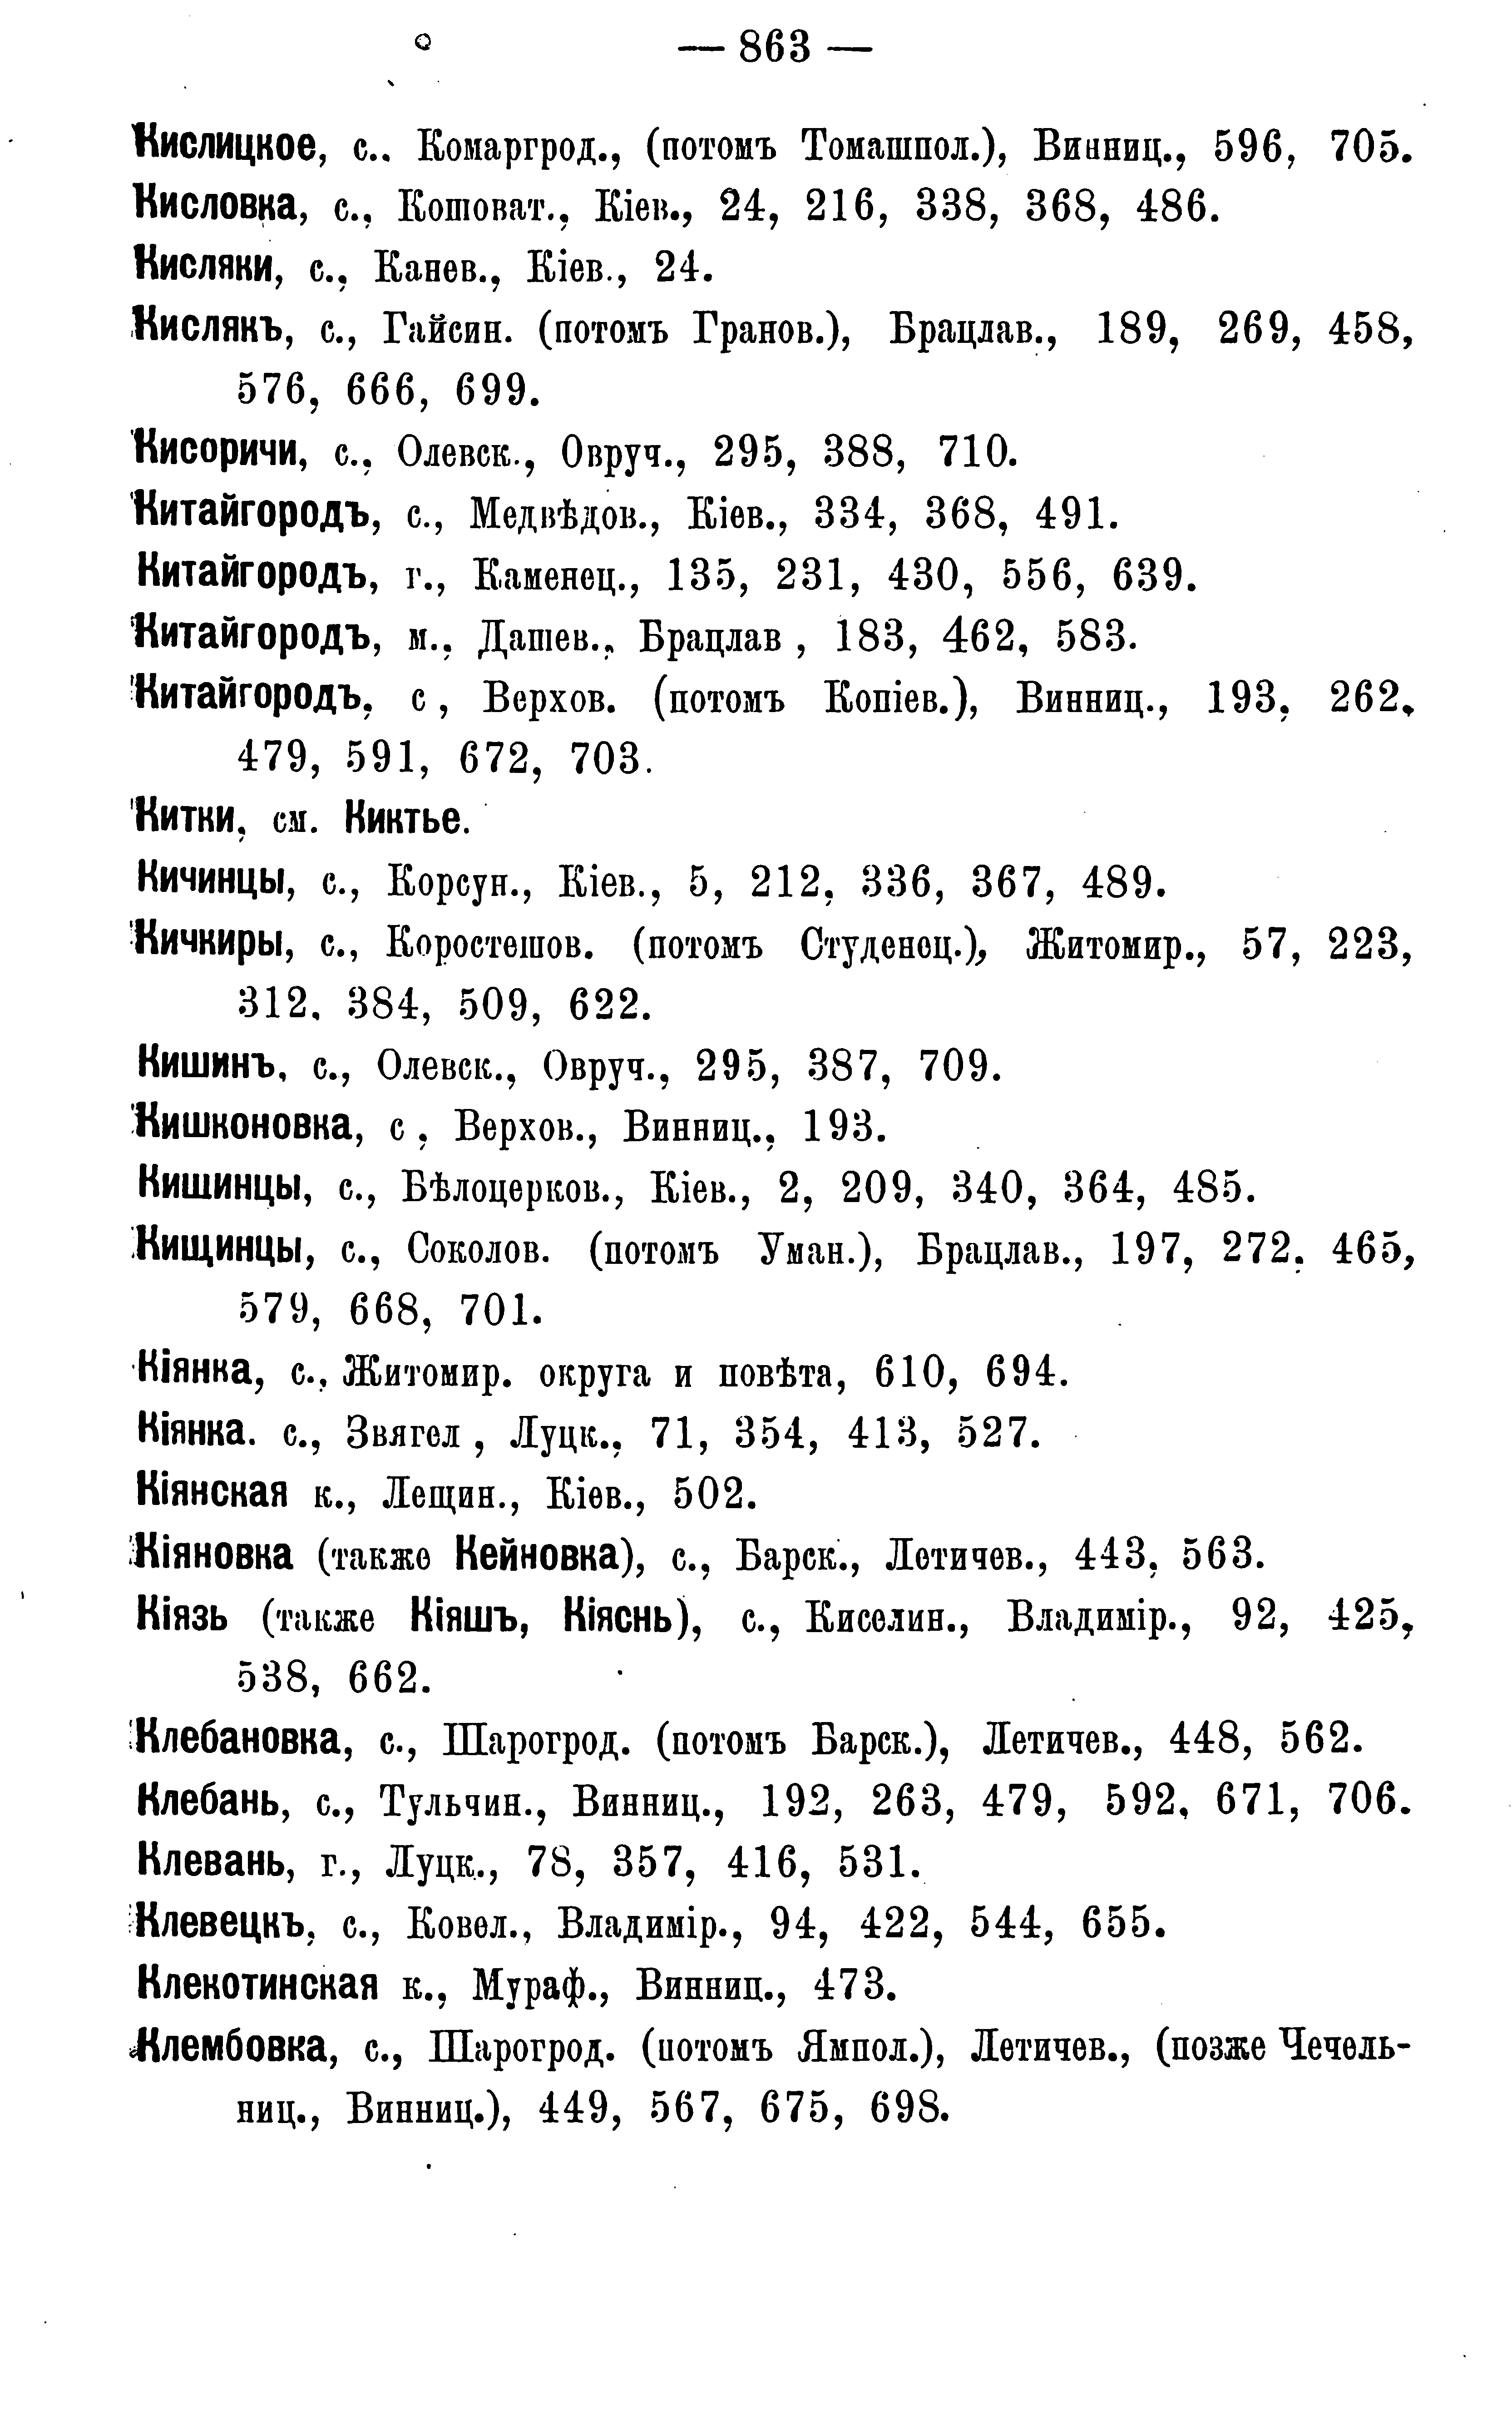 — 863 —
Кислицкое, с.. Комаргрод., (потомъ Томашпол.), Винниц., 596, 705.
Кисловка, с., Кошоват., Кіев., 24, 216, 338, 368, 486.
Кисляки, с., Канев., Кіев., 24.
Кислякъ, с., Гайсин. (потомъ Гранов.), Брацлав., 189, 269, 458,
576, 666, 699.
Кисоричи, с., Олевск., Овруч., 295, 388, 710.
Китайгородъ, с., Медвѣдов., Кіев., 334, 368, 491.
Китайгородъ, г., Каменец., 135, 231, 430, 556, 639.
Китайгородъ, м., Дашев., Брацлав , 183, 462, 583.
Китайгородъ, с , Верхов. (потомъ Копіев.), Винниц., 193, 262,
479, 591, 672, 703.
Китки, см. Киктье.
Кичинцы, с., Корсун., Кіев., 5, 212, 336, 367, 489.
Кичкиры, с., Коростешов. (потомъ Студенец.), Житомир., 57, 223,
312, 384, 509, 622.
Кишинъ, с., Олевск., Овруч., 295, 387, 709.
Кишконовка, с , Верхов., Винниц., 193.
Кишинцы, с., Бѣлоцерков., Кіев., 2, 209, 340, 364, 485.
Кищинцы, с., Соколов. (потомъ Уман.), Брацлав., 197, 272, 465,
579, 668, 701.
Кіянка, с., Житомир. округа и повѣта, 610, 694.
Кіянка. с., Звягел , Луцк., 71, 354, 413, 527.
Кіянская к., Лещин., Кіев., 502.
Кіяновка (также Кейновка), с., Барск., Летичев., 443, 563.
Кіязь (также Кіяшъ, Кіяснь), с., Киселин., Владимір., 92, 425,
538, 662.
Клебановка, с., Шарогрод. (потомъ Барск.), Летичев., 448, 562.
Клебань, с., Тульчин., Винниц., 192, 263, 479, 592, 671, 706.
Клевань, г., Луцк., 78, 357, 416, 531.
Клевецкъ, с., Ковел., Владимір., 94, 422, 544, 655.
Клекотинская к., Мураф., Винниц., 473.
Клембовка, с., Шарогрод. (потомъ Ямпол.), Летичев., (позже Чечель-
ниц., Винниц.), 449, 567, 675, 698.